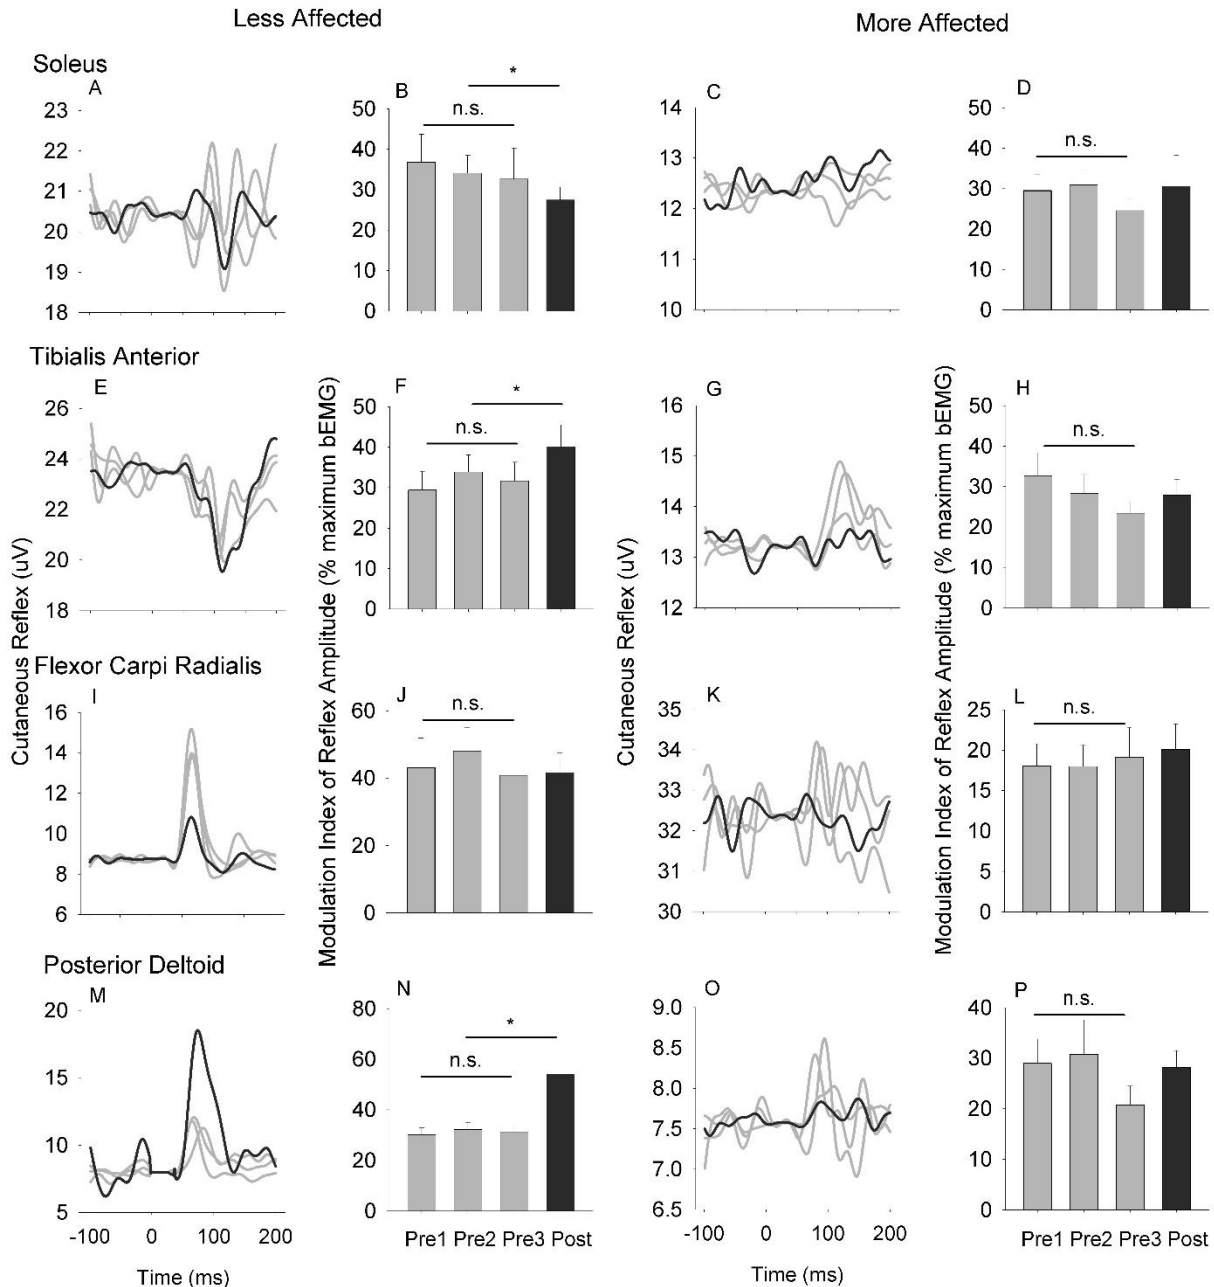 Less Affected
More Affected
Soleus
A
23
22
21
20
19
18
B
*
n.s.
50
40
30
20
10
0
C
14
13
12
11
10
D
n.s.
50
40
30
20
10
0
Tibialis Anterior
E
26
24
22
20
18
F
*
n.s.
50
40
30
20
10
0
G
16
15
14
13
12
H
n.s.
50
40
30
20
10
0
Cutaneous Reflex (uV)
Modulation Index of Reflex Amplitude (% maximum bEMG)
Cutaneous Reflex (uV)
Modulation Index of Reflex Amplitude (% maximum bEMG)
Flexor Carpi Radialis
I
16
14
12
10
8
6
J
n.s.
60
40
20
0
K
35
34
33
32
31
30
L
n.s.
25
20
15
10
5
0
Posterior Deltoid
M
20
15
10
5
-100 0 100 200
Time (ms)
N
*
n.s.
80
60
40
20
0
Pre1 Pre2 Pre3 Post
O
9.0
8.5
8.0
7.5
7.0
6.5
-100 0 100 200
Time (ms)
P
n.s.
40
30
20
10
0
Pre1 Pre2 Pre3 Post